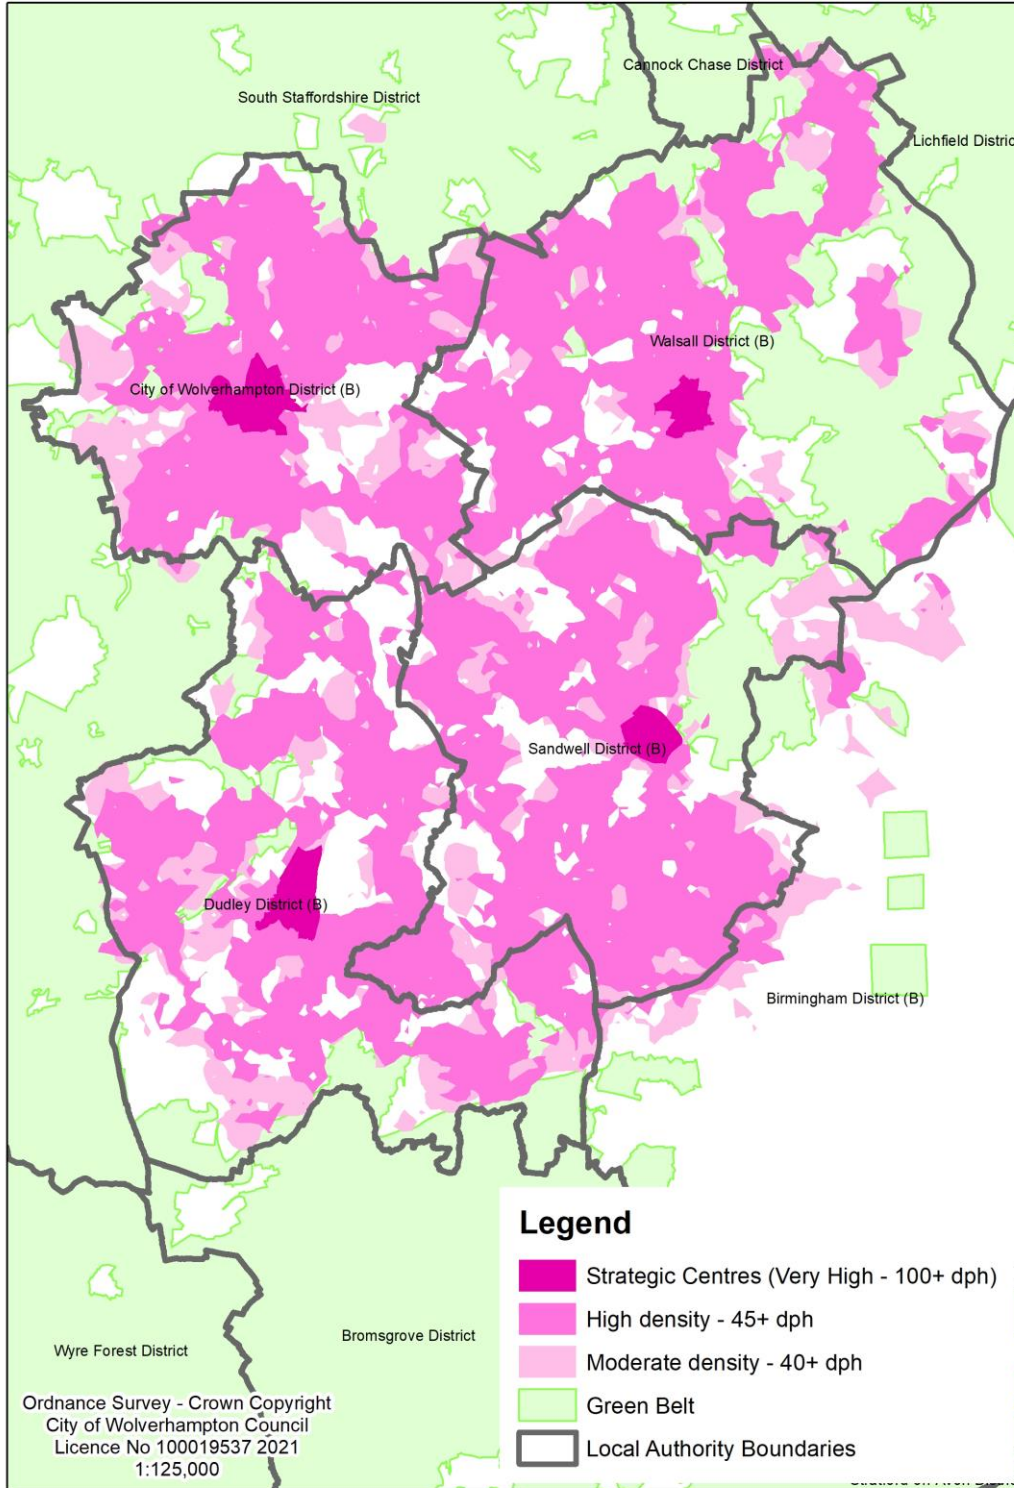 Cannock Chase District
South Staffordshire District
Lichfield Distric
Walsall District (B)
City of Wolverhampton District (B)
Sandwell District (B)
Dudley District (B)
Birmingham District (B)
Bromsgrove District
Wyre Forest District
Ordnance Survey - Crown Copyright
City of Wolverhampton Council
Licence No 100019537 2021
1:125,000
Legend
Strategic Centres (Very High - 100+ dph)
High density - 45+ dph
Moderate density - 40+ dph
Green Belt
Local Authority Boundaries